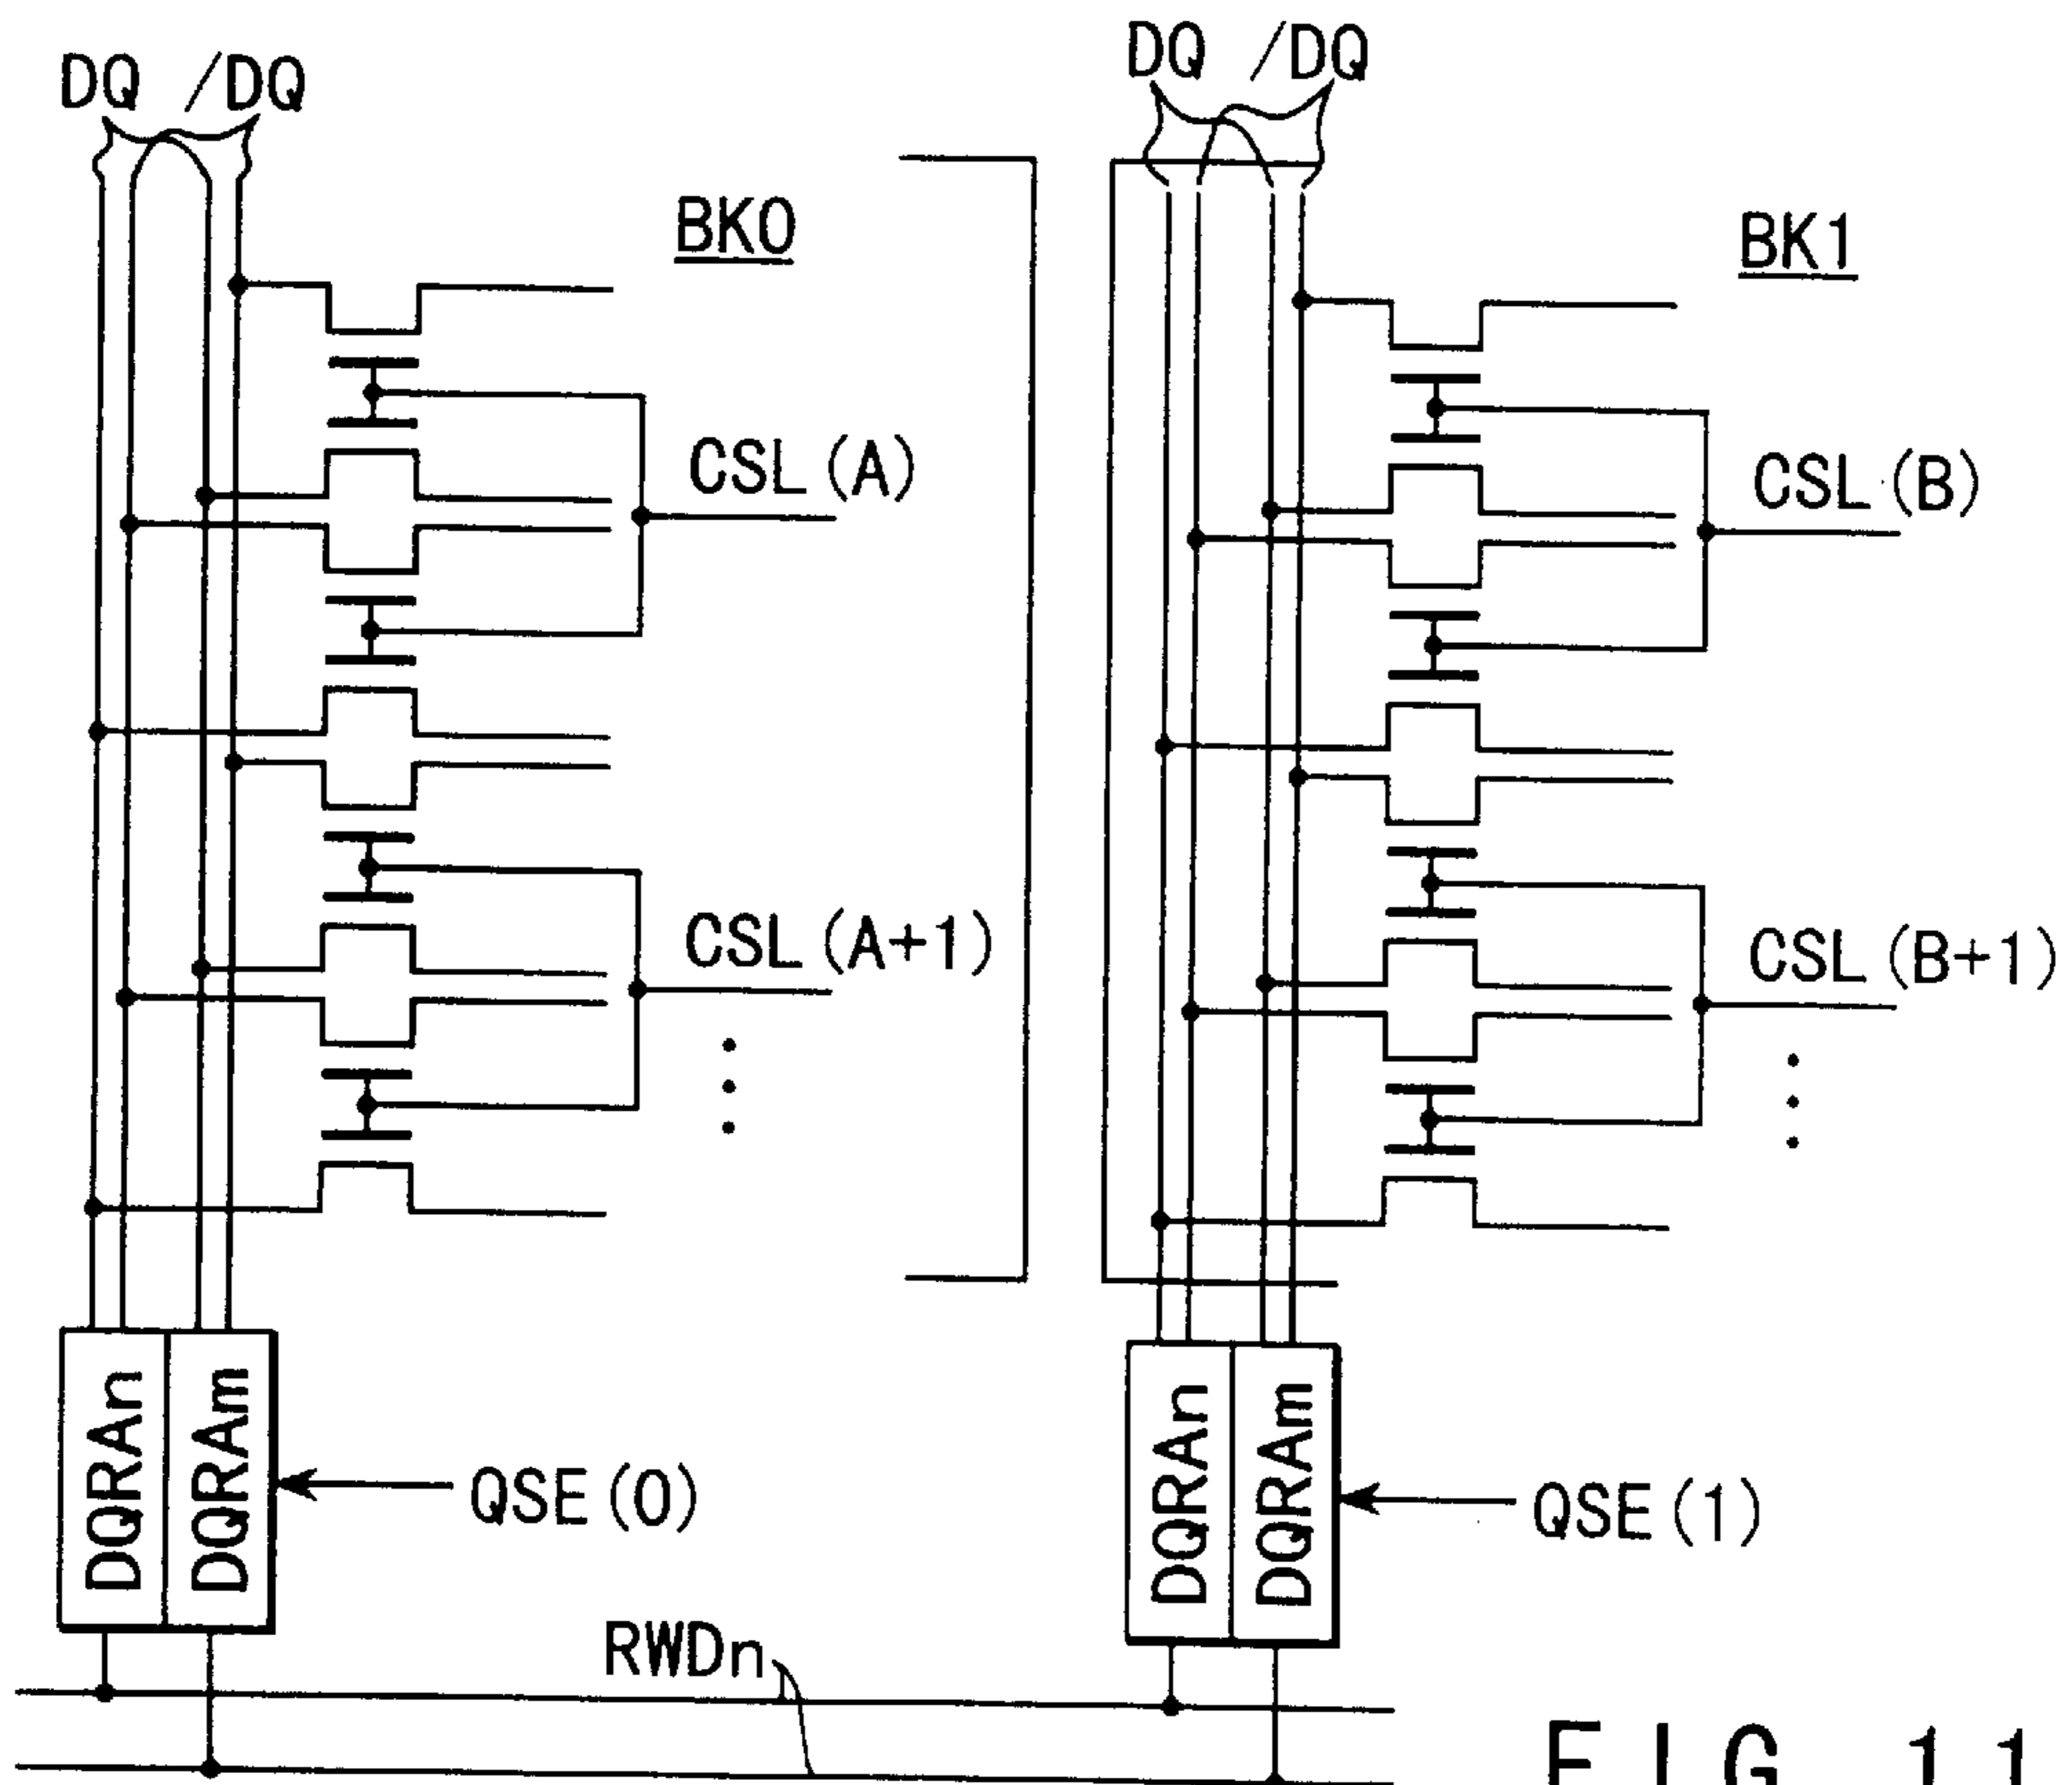 DQ /DQ
DQ /DQ
BK0
BK1
CSL(A)
CSL(B)
CSL(A+1)
CSL(B+1)
DQRAn
DQRAm
QSE(0)
DQRAn
DQRAm
QSE(1)
RWDn
FIG. 11